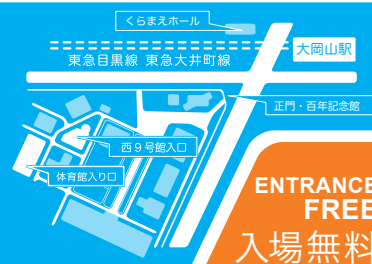 くらまえホール
大岡山駅
東急目黒線 東急大井町線
正門・百年記念館
西9号館入口
体育館入り口
ENTRANCE
FREE
入場無料